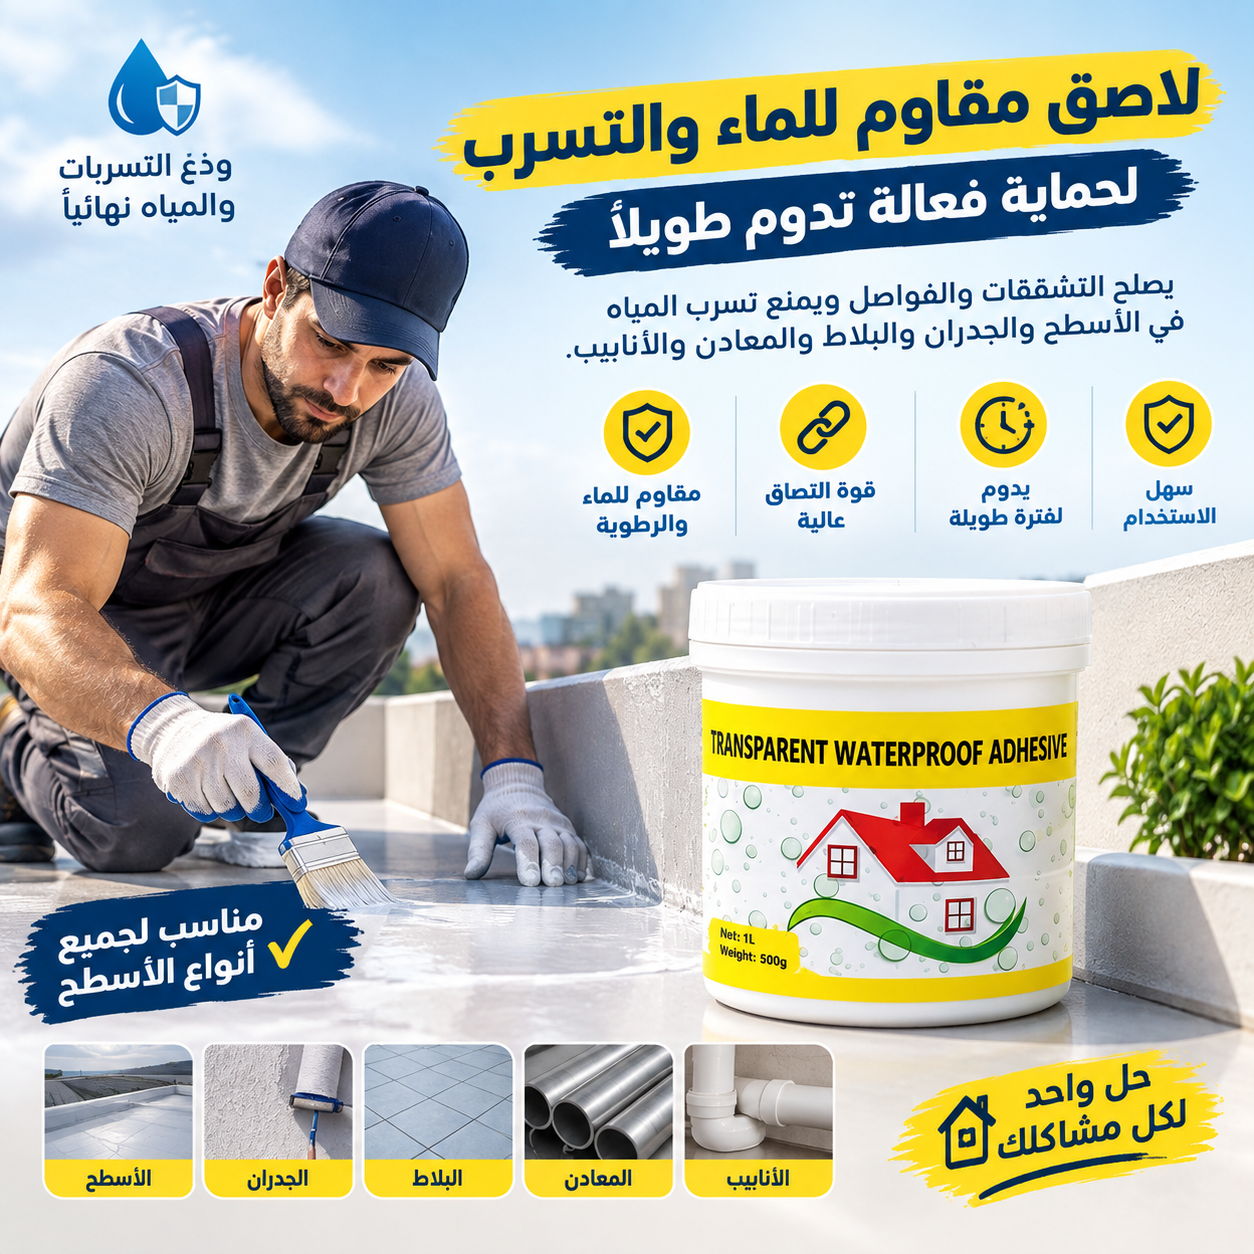 لاصق مقاوم للماء والتسرب
لحماية فعالة تدوم طويلاً
وذغ التسربات
والمياه نهائياً
يصلح التشققات والفواصل ويمنع تسرب المياه
في الأسطح والجدران والبلاط والمعادن والأنابيب.
سهل
الاستخدام
يدوم
لفترة طويلة
قوة التصاق
عالية
مقاوم للماء
والرطوبة
TRANSPARENT WATERPROOF ADHESIVE
Net: 1L
Weight: 500g
مناسب لجميع
أنواع الأسطح
الأسطح
الجدران
البلاط
المعادن
الأنابيب
حل واحد
لكل مشاكلك